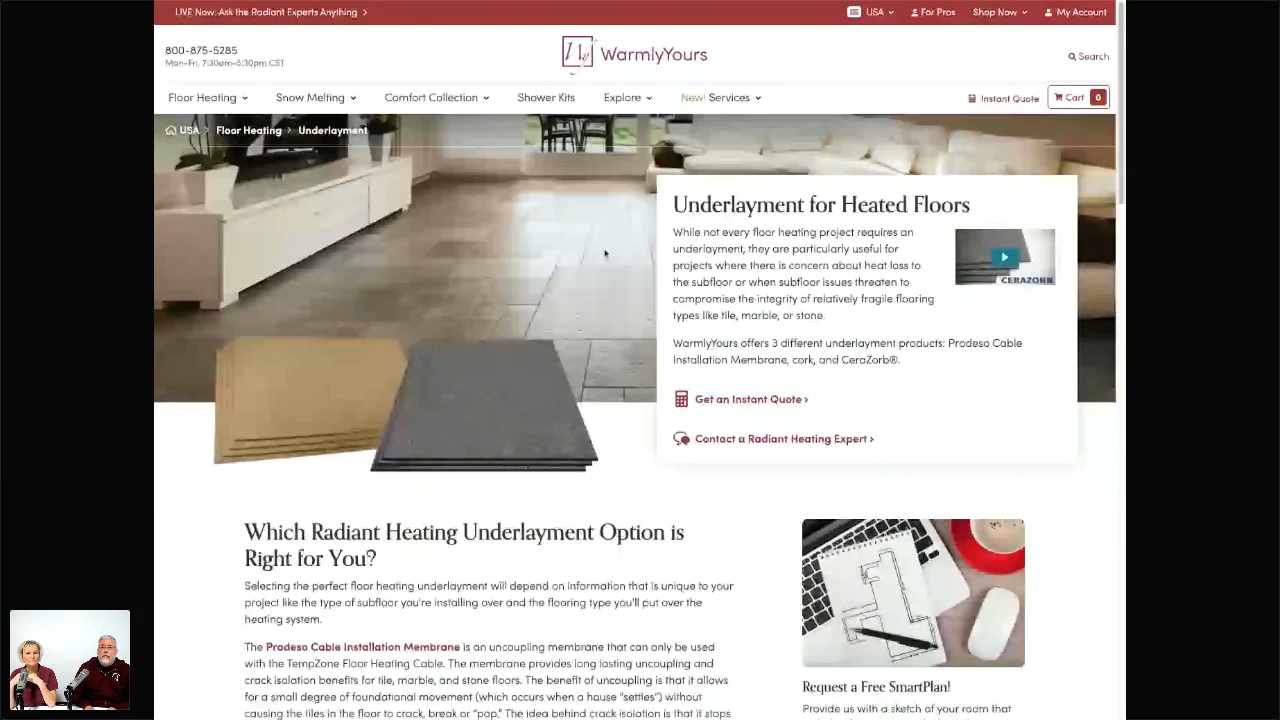 LIVE Now: Ask the Radiant Experts Anything
USA
For Pros
Shop Now
My Account
800-875-5285
Mon-Fri, 7:30am-5:30pm CST
WarmlyYours
Search
Floor Heating
Snow Melting
Comfort Collection
Shower Kits
Explore
New! Services
Instant Quote
Cart 0
USA > Floor Heating > Underlayment
Underlayment for Heated Floors
While not every floor heating project requires an
underlayment, they are particularly useful for
projects where there is concern about heat loss to
the subfloor or when subfloor issues threaten to
compromise the integrity of relatively fragile flooring
types like tile, marble, or stone.
CERAZORB
WarmlyYours offers 3 different underlayment products: Prodeso Cable
Installation Membrane, cork, and CeraZorb®.
Get an Instant Quote >
Contact a Radiant Heating Expert >
Which Radiant Heating Underlayment Option is
Right for You?
Selecting the perfect floor heating underlayment will depend on information that is unique to your
project like the type of subfloor you're installing over and the flooring type you'll put over the
heating system.
The Prodeso Cable Installation Membrane is an uncoupling membrane that can only be used
with the TempZone Floor Heating Cable. The membrane provides long lasting uncoupling and
crack isolation benefits for tile, marble, and stone floors. The benefit of uncoupling is that it allows
for a small degree of foundational movement (which occurs when a house "settles") without
causing the tiles in the floor to crack, break or "pop." The idea behind crack isolation is that it stops
Request a Free SmartPlan!
Provide us with a sketch of your room that